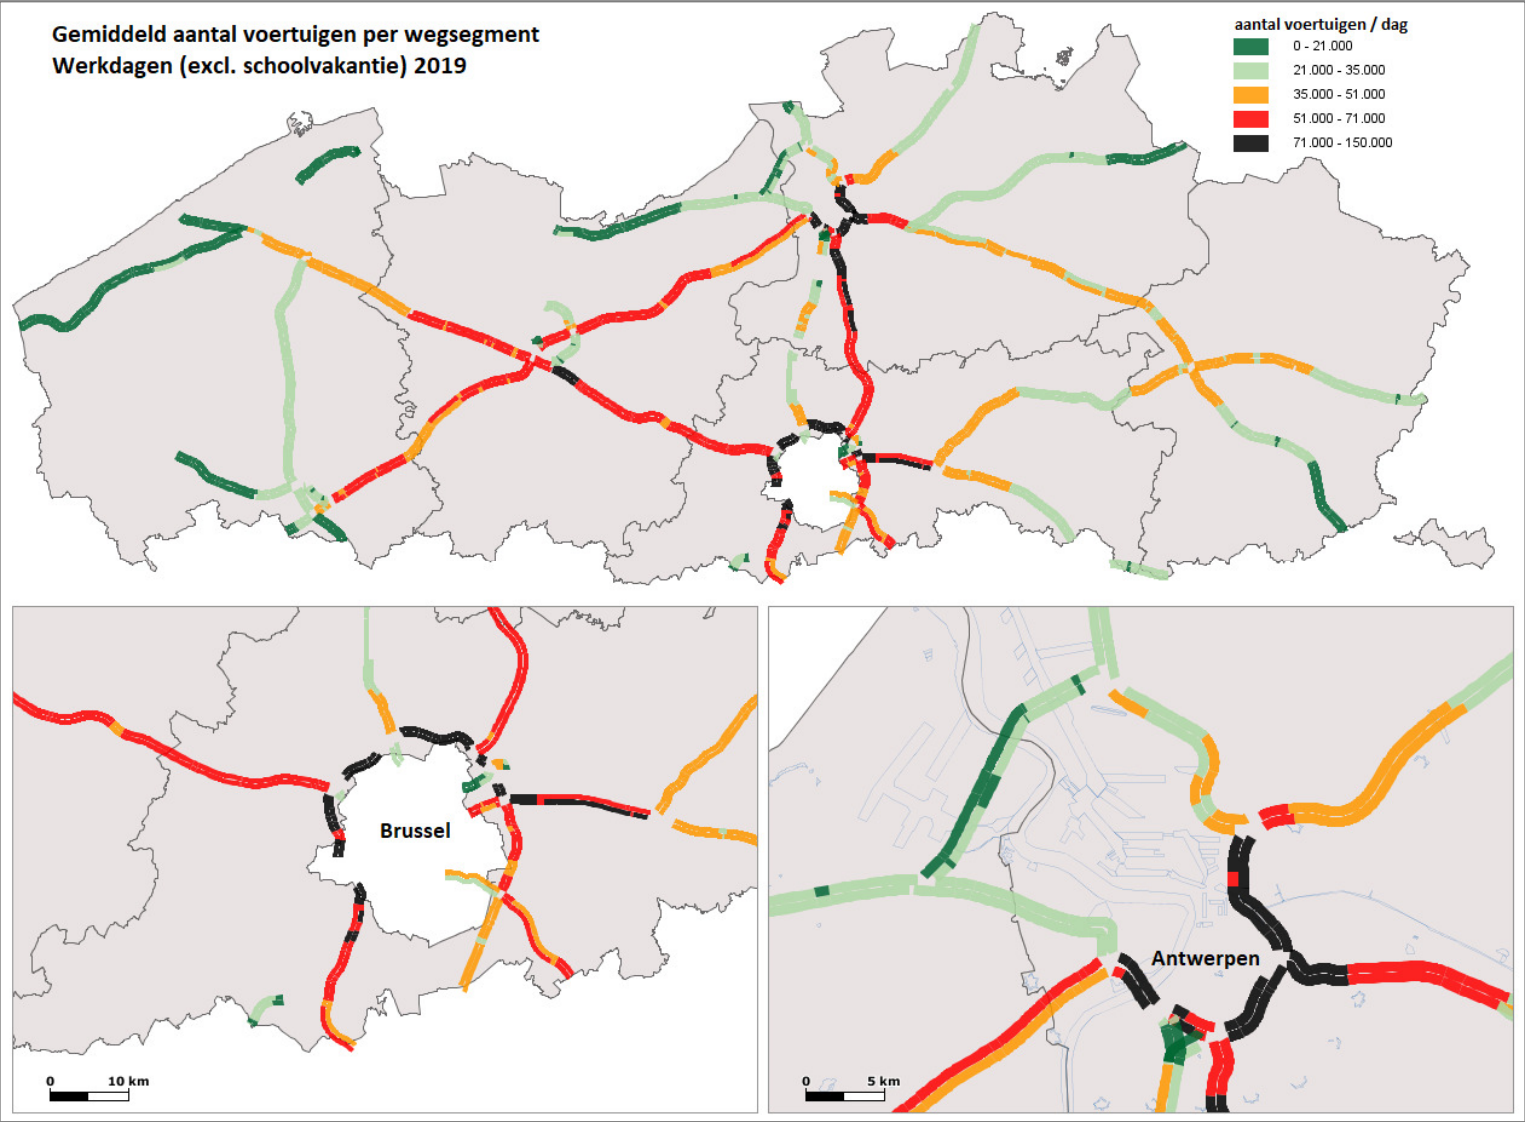 Gemiddeld aantal voertuigen per wegsegment
Werkdagen (excl. schoolvakantie) 2019
aantal voertuigen / dag
0 - 21.000
21.000 - 35.000
35.000 - 51.000
51.000 - 71.000
71.000 - 150.000
Brussel
0 10 km
Antwerpen
0 5 km